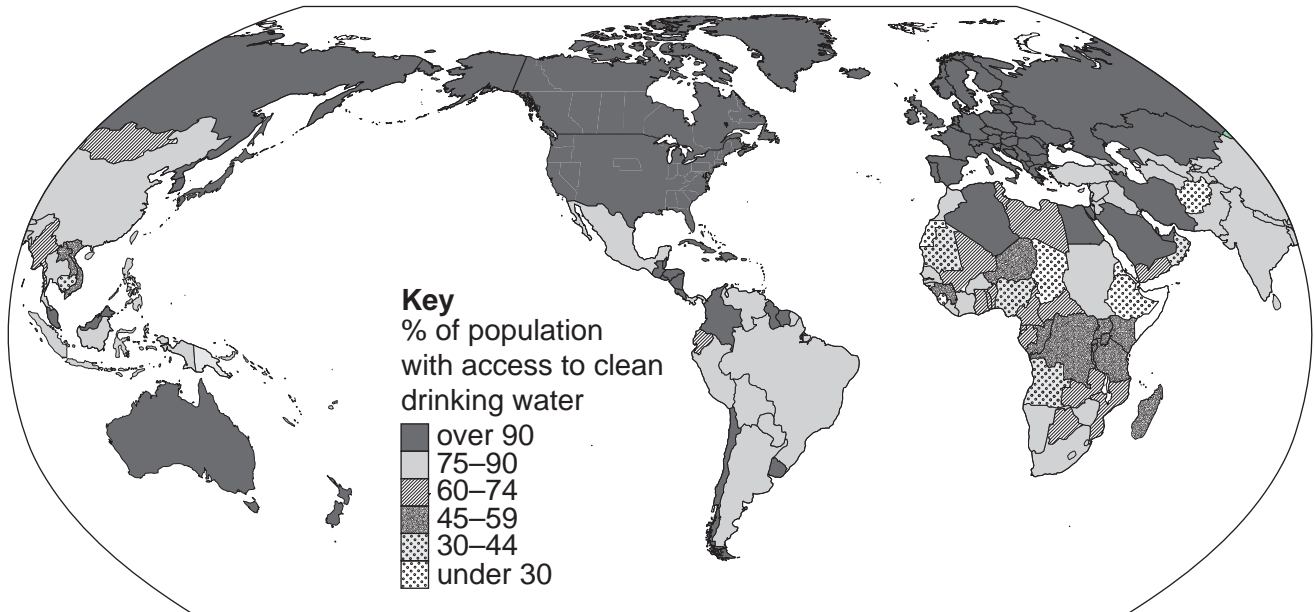 Key
% of population
with access to clean
drinking water
over 90
75–90
60–74
45–59
30–44
under 30